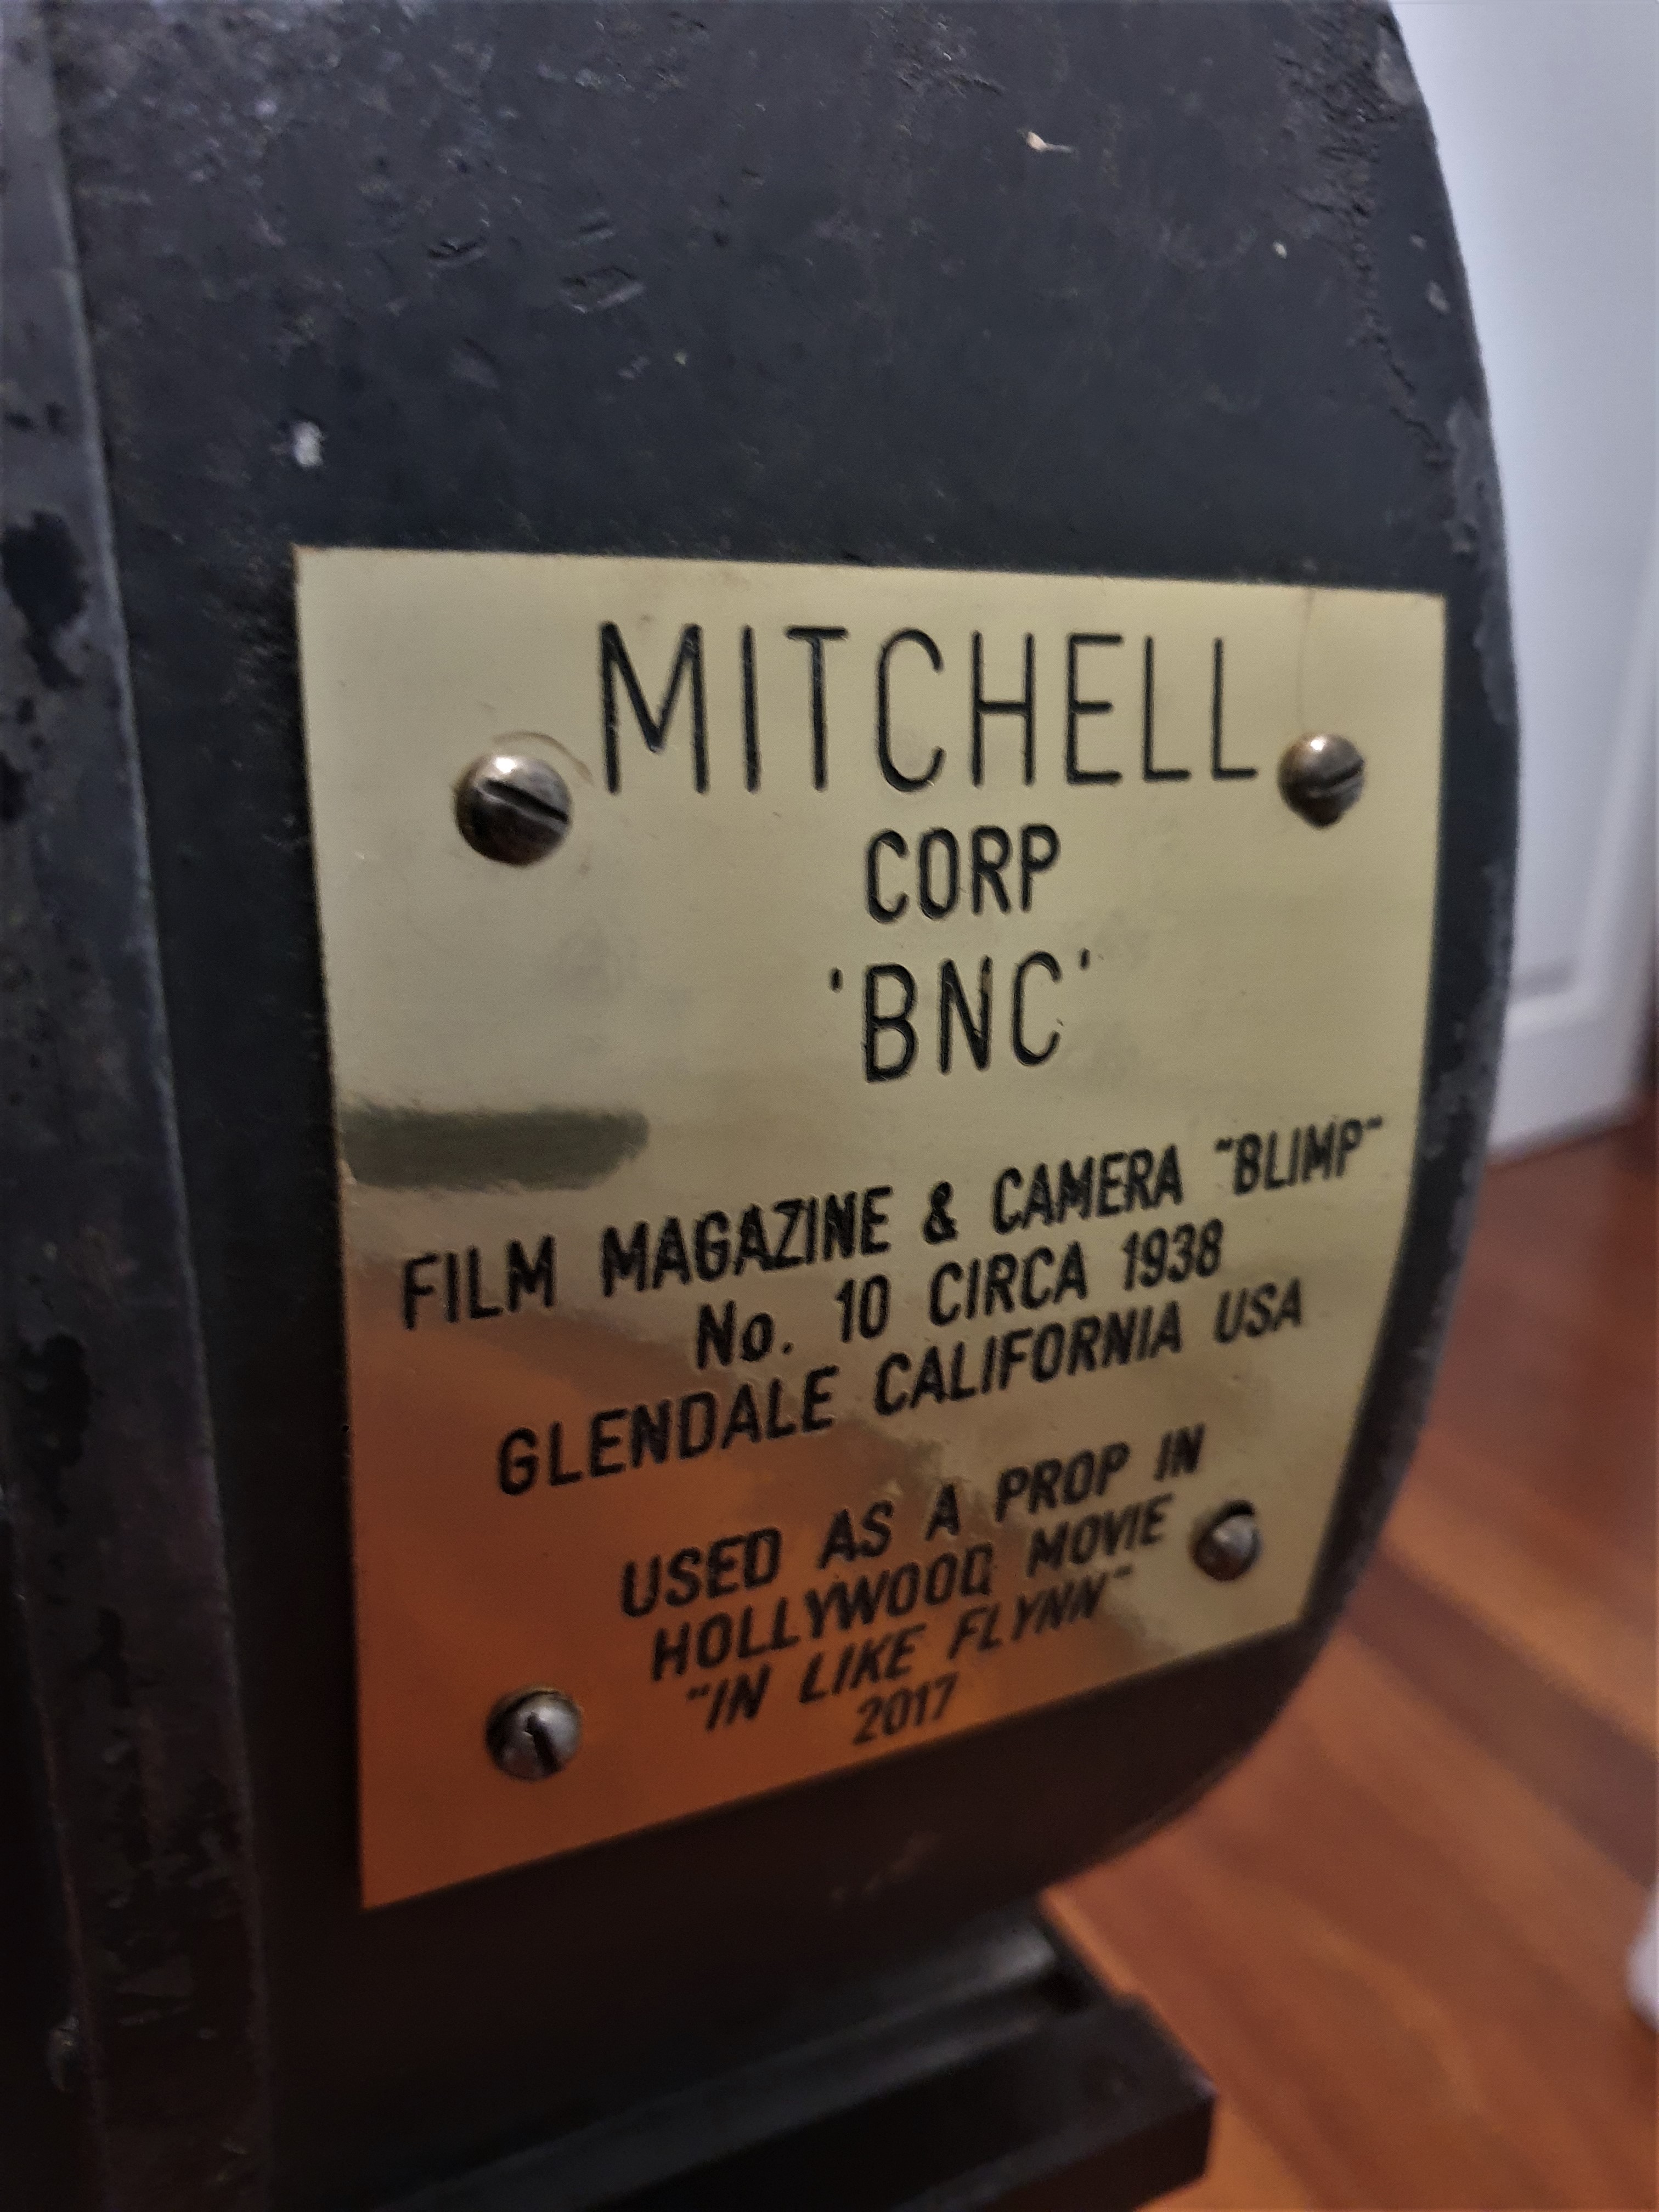 MITCHELL
CORP
'BNC'
FILM MAGAZINE & CAMERA "BLIMP"
No. 10 CIRCA 1938
GLENDALE CALIFORNIA USA
USED AS A PROP IN
HOLLYWOOD MOVIE
"IN LIKE FLYNN"
2017